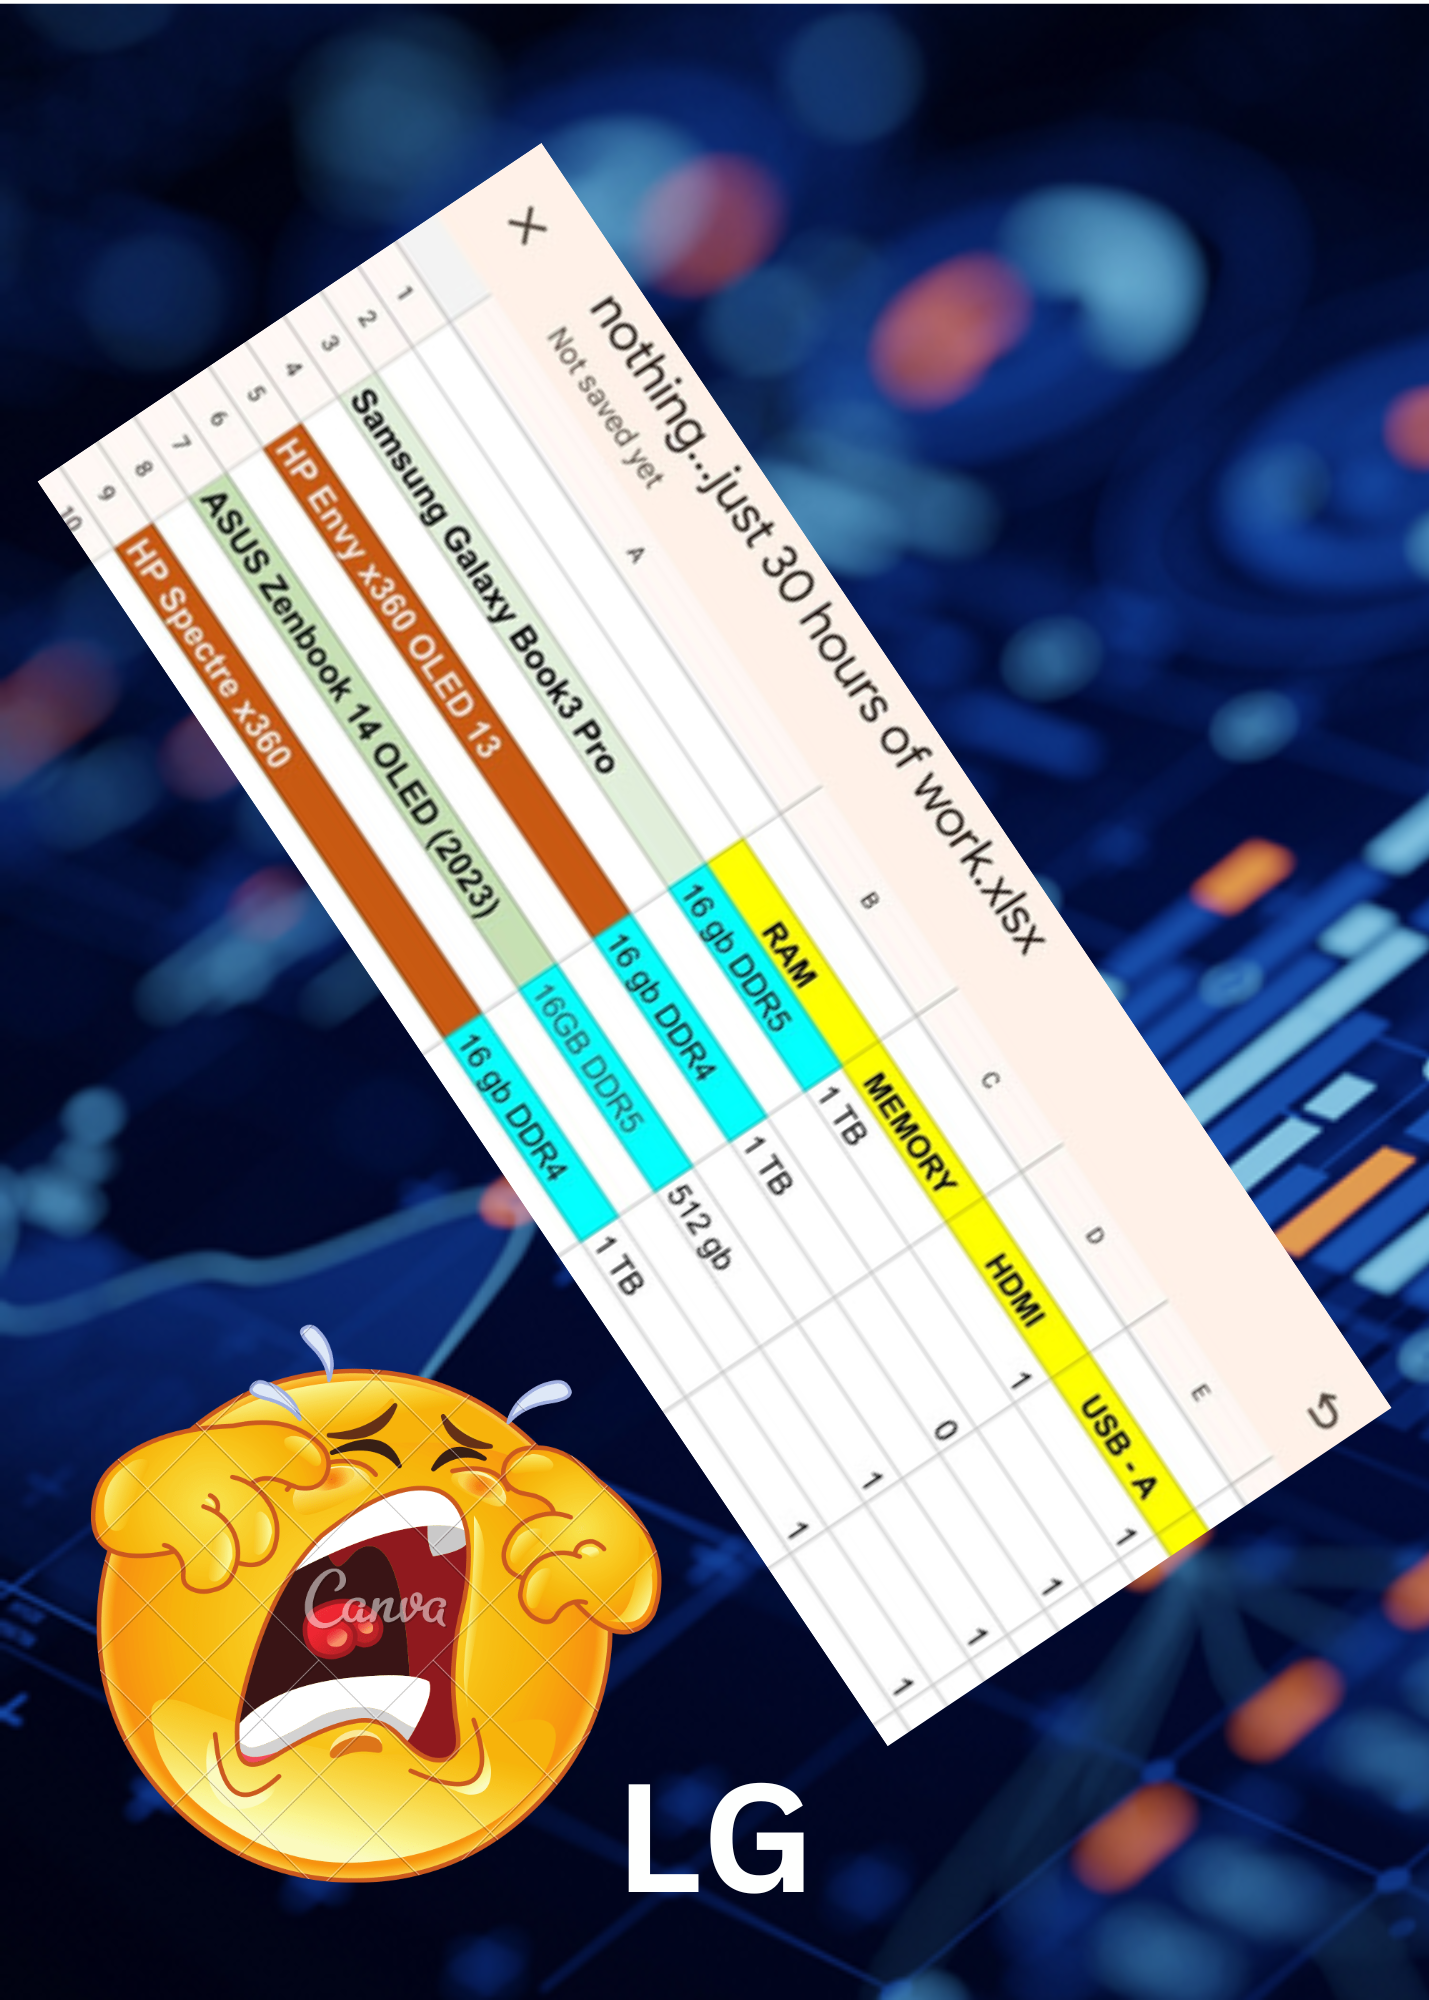 nothing...just 30 hours of work.xlsx
Not saved yet
A B C D E
1
2 RAM MEMORY HDMI USB - A
3 Samsung Galaxy Book3 Pro 16 gb DDR5 1 TB 1 1
4
5 HP Envy x360 OLED 13 16 gb DDR4 1 TB 0 1
6
7 ASUS Zenbook 14 OLED (2023) 16GB DDR5 512 gb 1 1
8
9 HP Spectre x360 16 gb DDR4 1 TB 1 1
10
Canva
LG